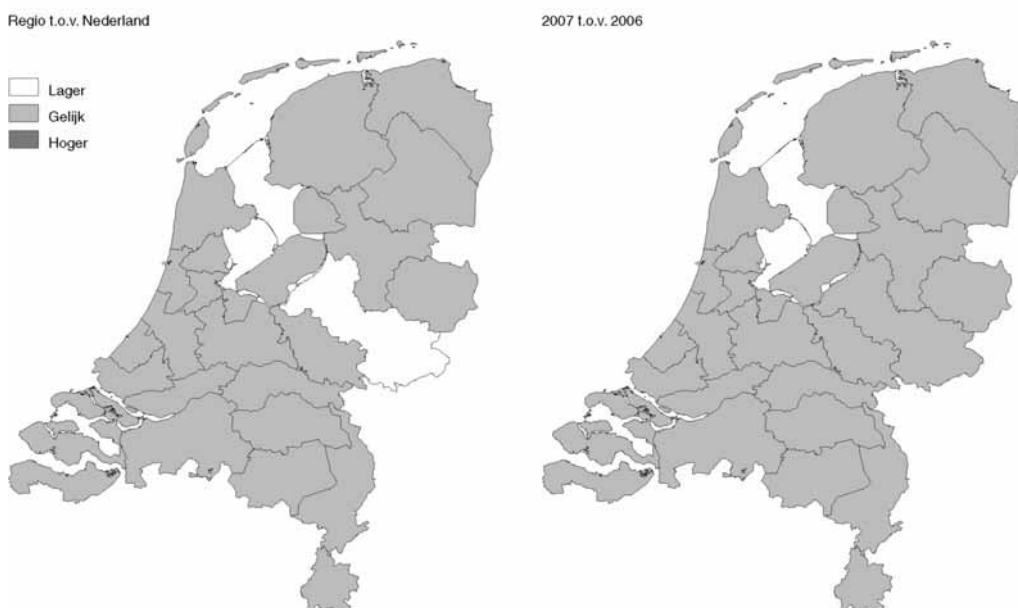 Regio t.o.v. Nederland
2007 t.o.v. 2006
Lager
Gelijk
Hoger